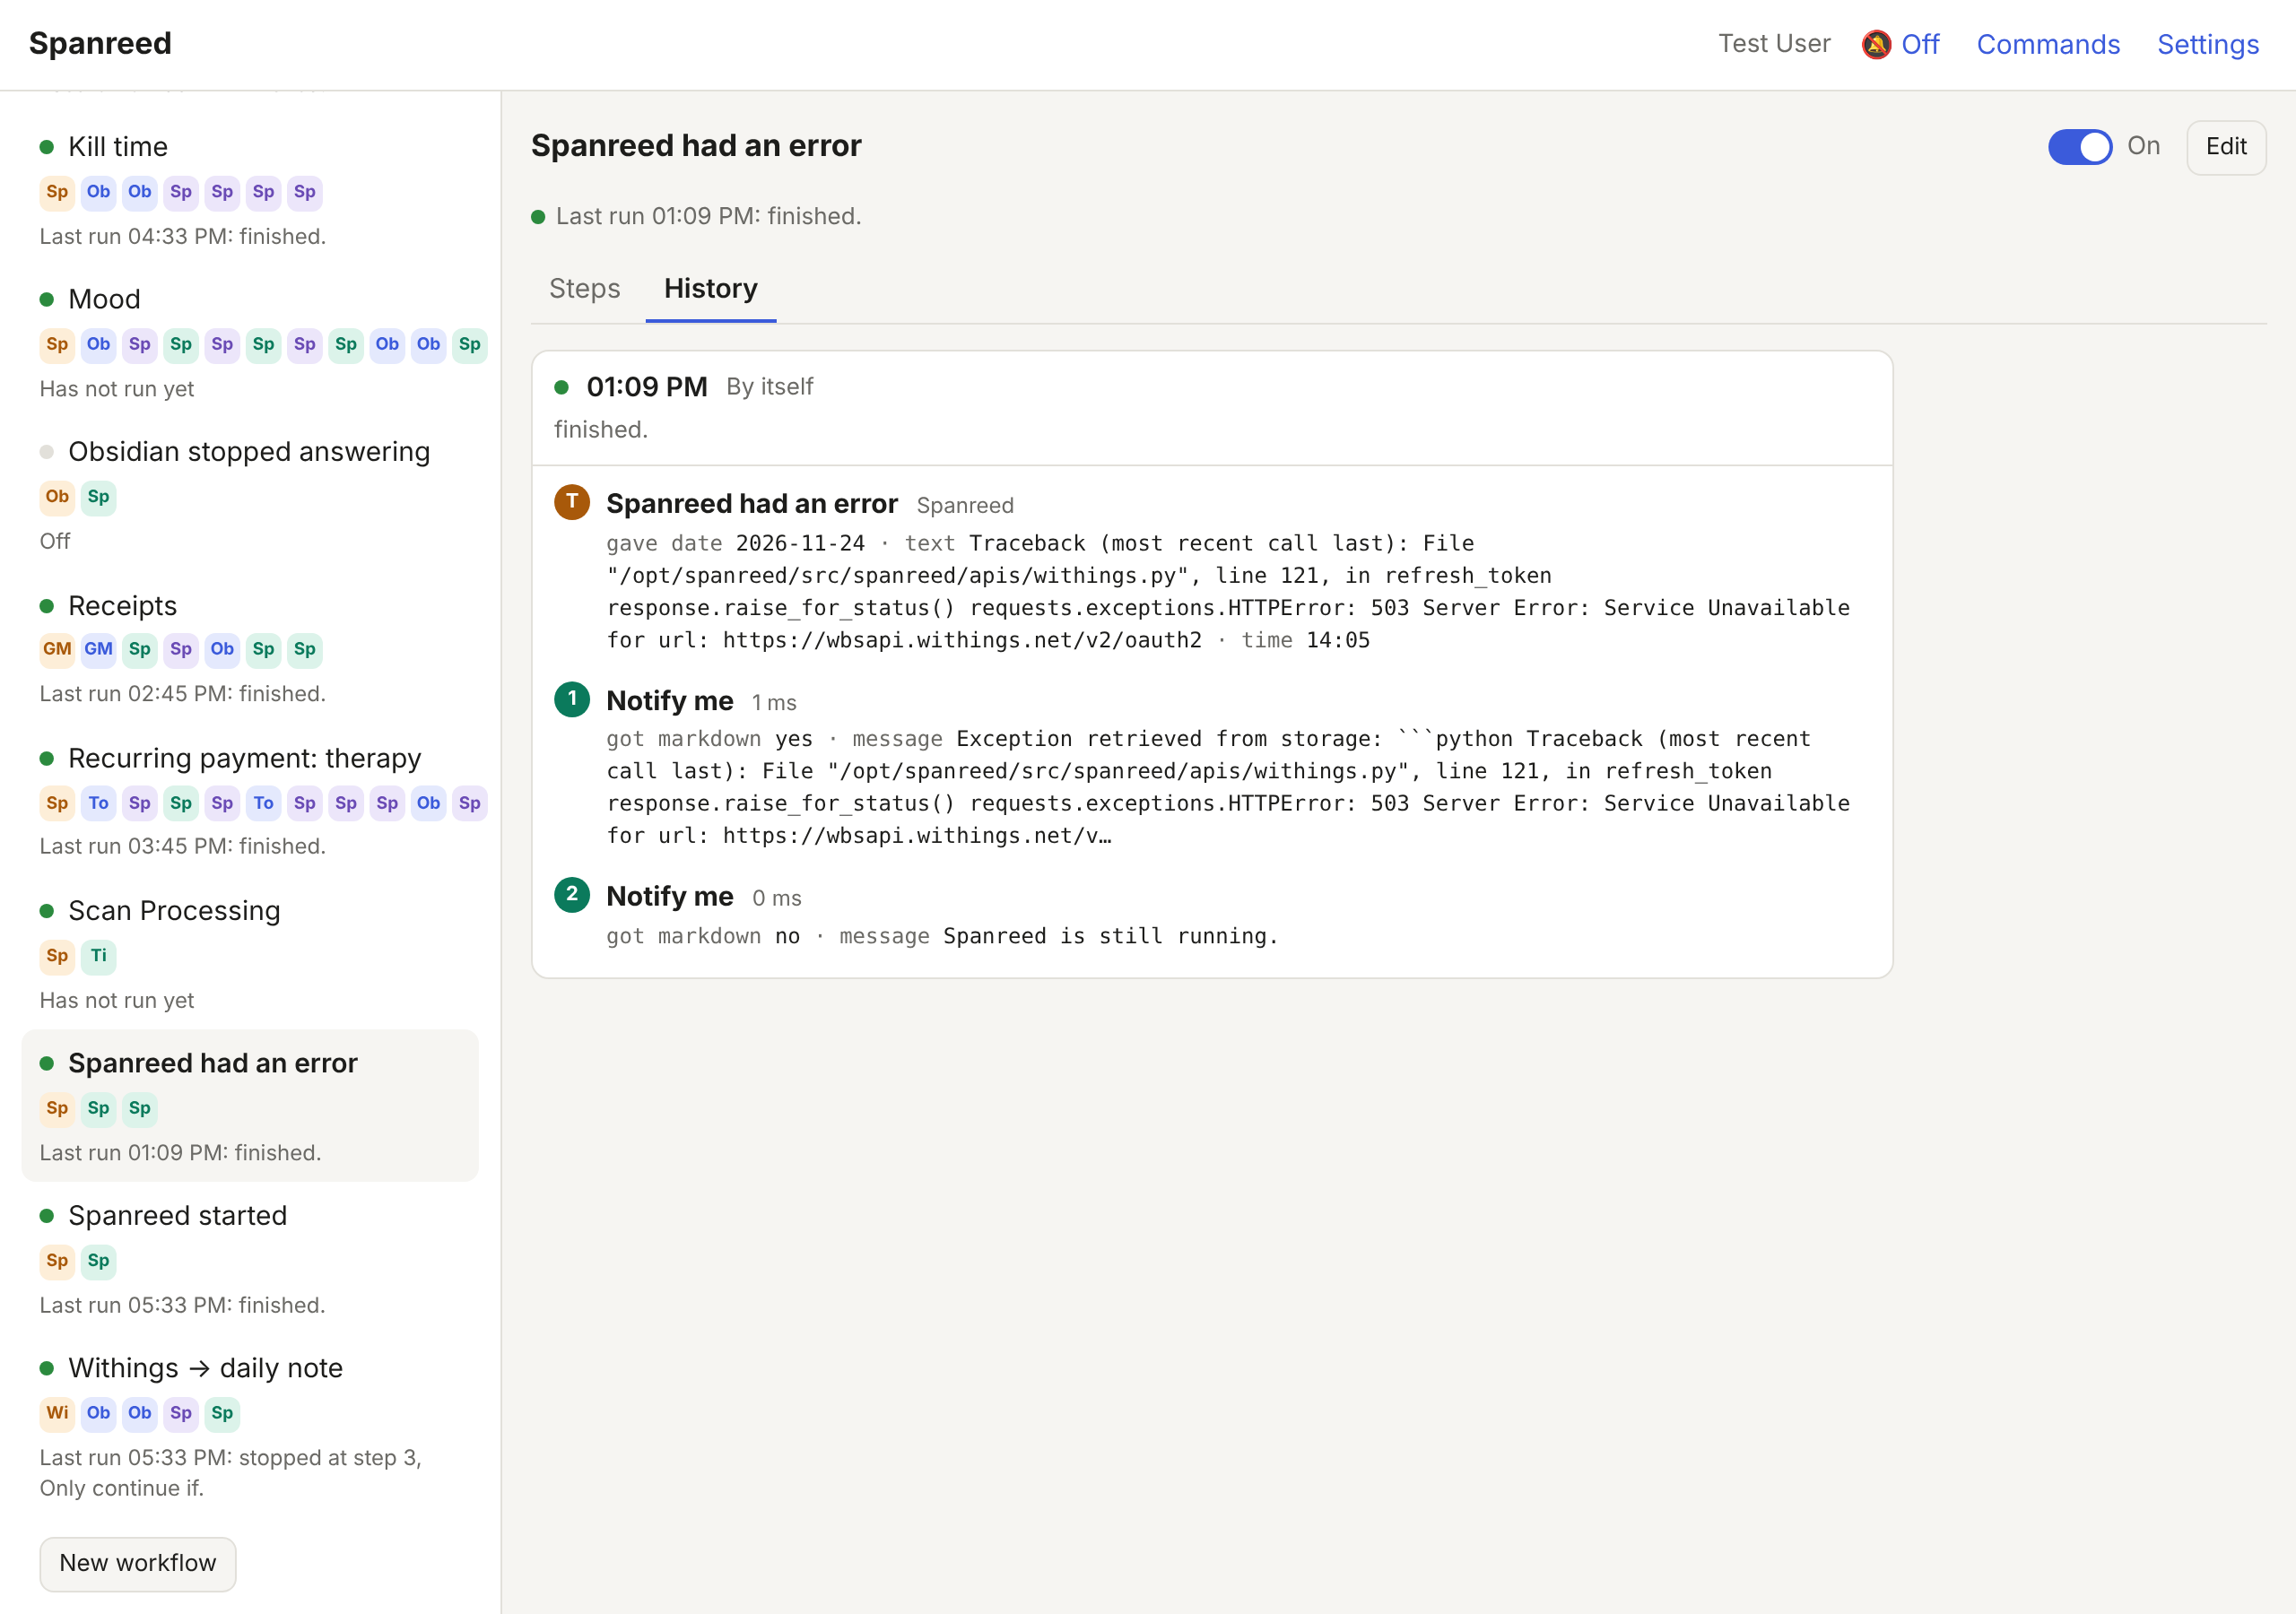 Spanreed
Test User Off Commands Settings
Kill time
Sp Ob Ob Sp Sp Sp Sp
Last run 04:33 PM: finished.
Mood
Sp Ob Sp Sp Sp Sp Sp Sp Ob Ob Sp
Has not run yet
Obsidian stopped answering
Ob Sp
Off
Receipts
GM GM Sp Sp Ob Sp Sp
Last run 02:45 PM: finished.
Recurring payment: therapy
Sp To Sp Sp Sp To Sp Sp Sp Ob Sp
Last run 03:45 PM: finished.
Scan Processing
Sp Ti
Has not run yet
Spanreed had an error
Sp Sp Sp
Last run 01:09 PM: finished.
Spanreed started
Sp Sp
Last run 05:33 PM: finished.
Withings → daily note
Wi Ob Ob Sp Sp
Last run 05:33 PM: stopped at step 3,
Only continue if.
New workflow
Spanreed had an error
On Edit
Last run 01:09 PM: finished.
Steps History
01:09 PM By itself
finished.
T Spanreed had an error Spanreed
gave date 2026-11-24 · text Traceback (most recent call last): File
"/opt/spanreed/src/spanreed/apis/withings.py", line 121, in refresh_token
response.raise_for_status() requests.exceptions.HTTPError: 503 Server Error: Service Unavailable
for url: https://wbsapi.withings.net/v2/oauth2 · time 14:05
1 Notify me 1 ms
got markdown yes · message Exception retrieved from storage: ```python Traceback (most recent
call last): File "/opt/spanreed/src/spanreed/apis/withings.py", line 121, in refresh_token
response.raise_for_status() requests.exceptions.HTTPError: 503 Server Error: Service Unavailable
for url: https://wbsapi.withings.net/v…
2 Notify me 0 ms
got markdown no · message Spanreed is still running.